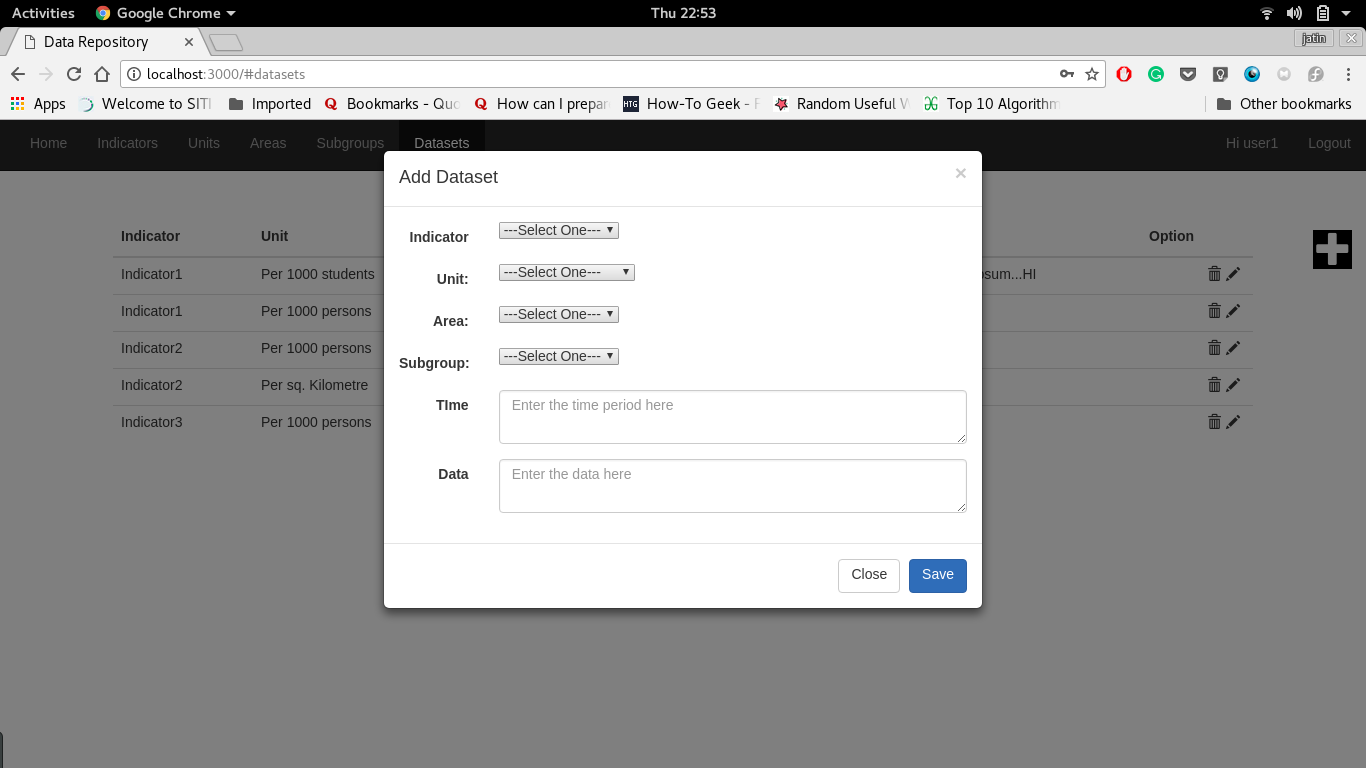 Activities Google Chrome Thu 22:53
Data Repository jatin
localhost:3000/#datasets
Apps Welcome to SITI Imported Bookmarks - Quo How can I prepar HTG How-To Geek - F Random Useful W Top 10 Algorithm Other bookmarks
Home Indicators Units Areas Subgroups Datasets Hi user1 Logout
Add Dataset ×
Indicator Unit Option
Indicator ---Select One---
Indicator1 Per 1000 students sum...HI
Unit: ---Select One---
Indicator1 Per 1000 persons
Area: ---Select One---
Indicator2 Per 1000 persons
Subgroup: ---Select One---
Indicator2 Per sq. Kilometre
TIme Enter the time period here
Indicator3 Per 1000 persons
Data Enter the data here
Close Save